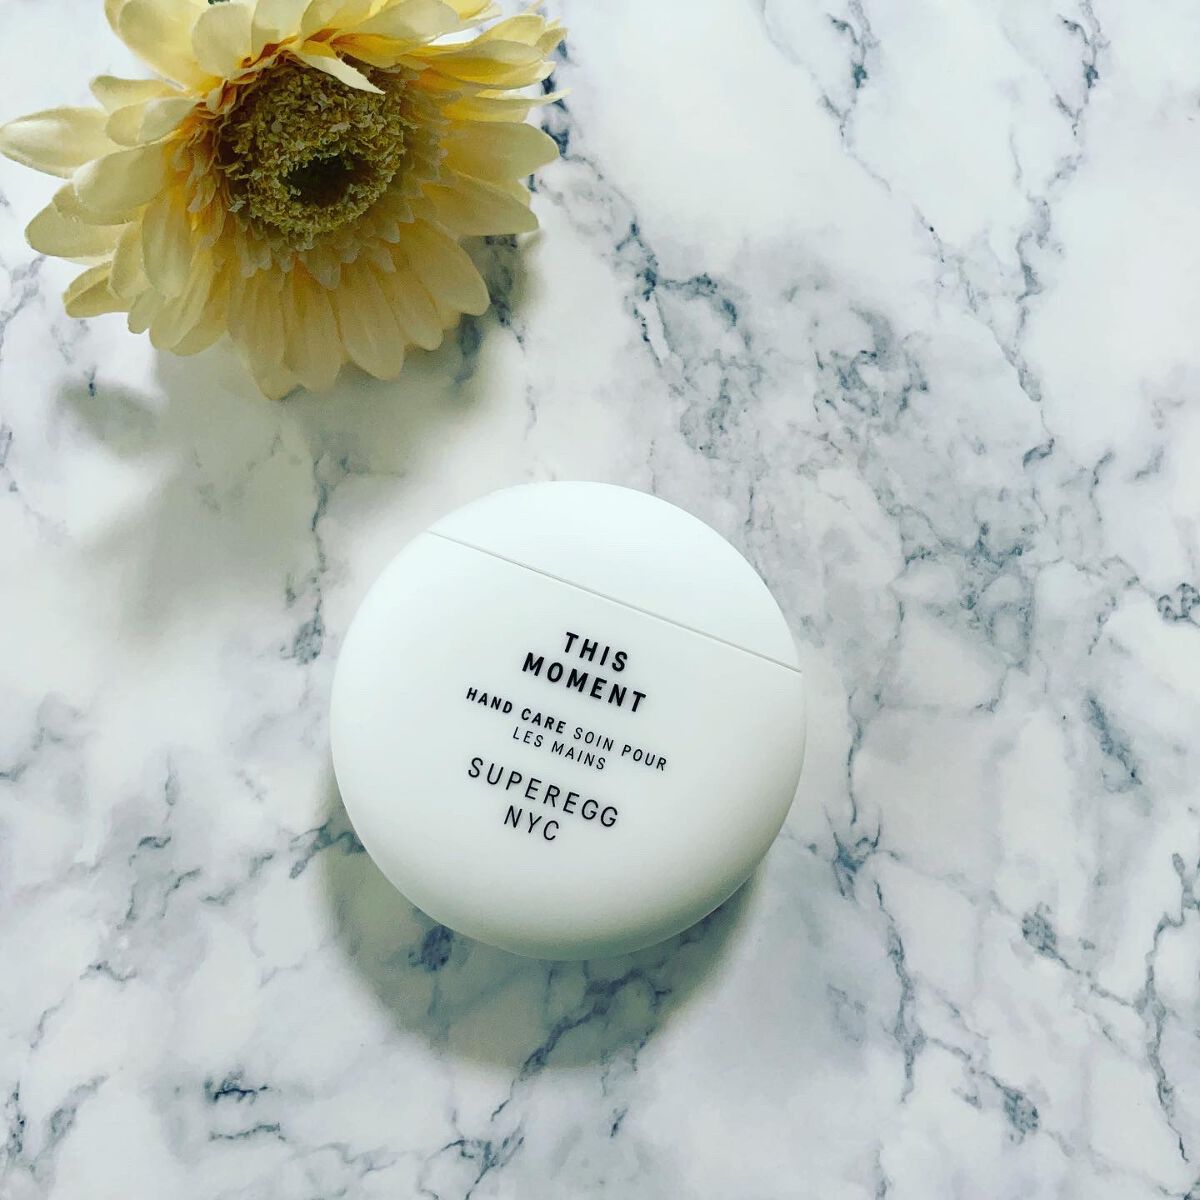 THIS
MOMENT
HAND CARE SOIN POUR
LES MAINS
SUPEREGG
NYC